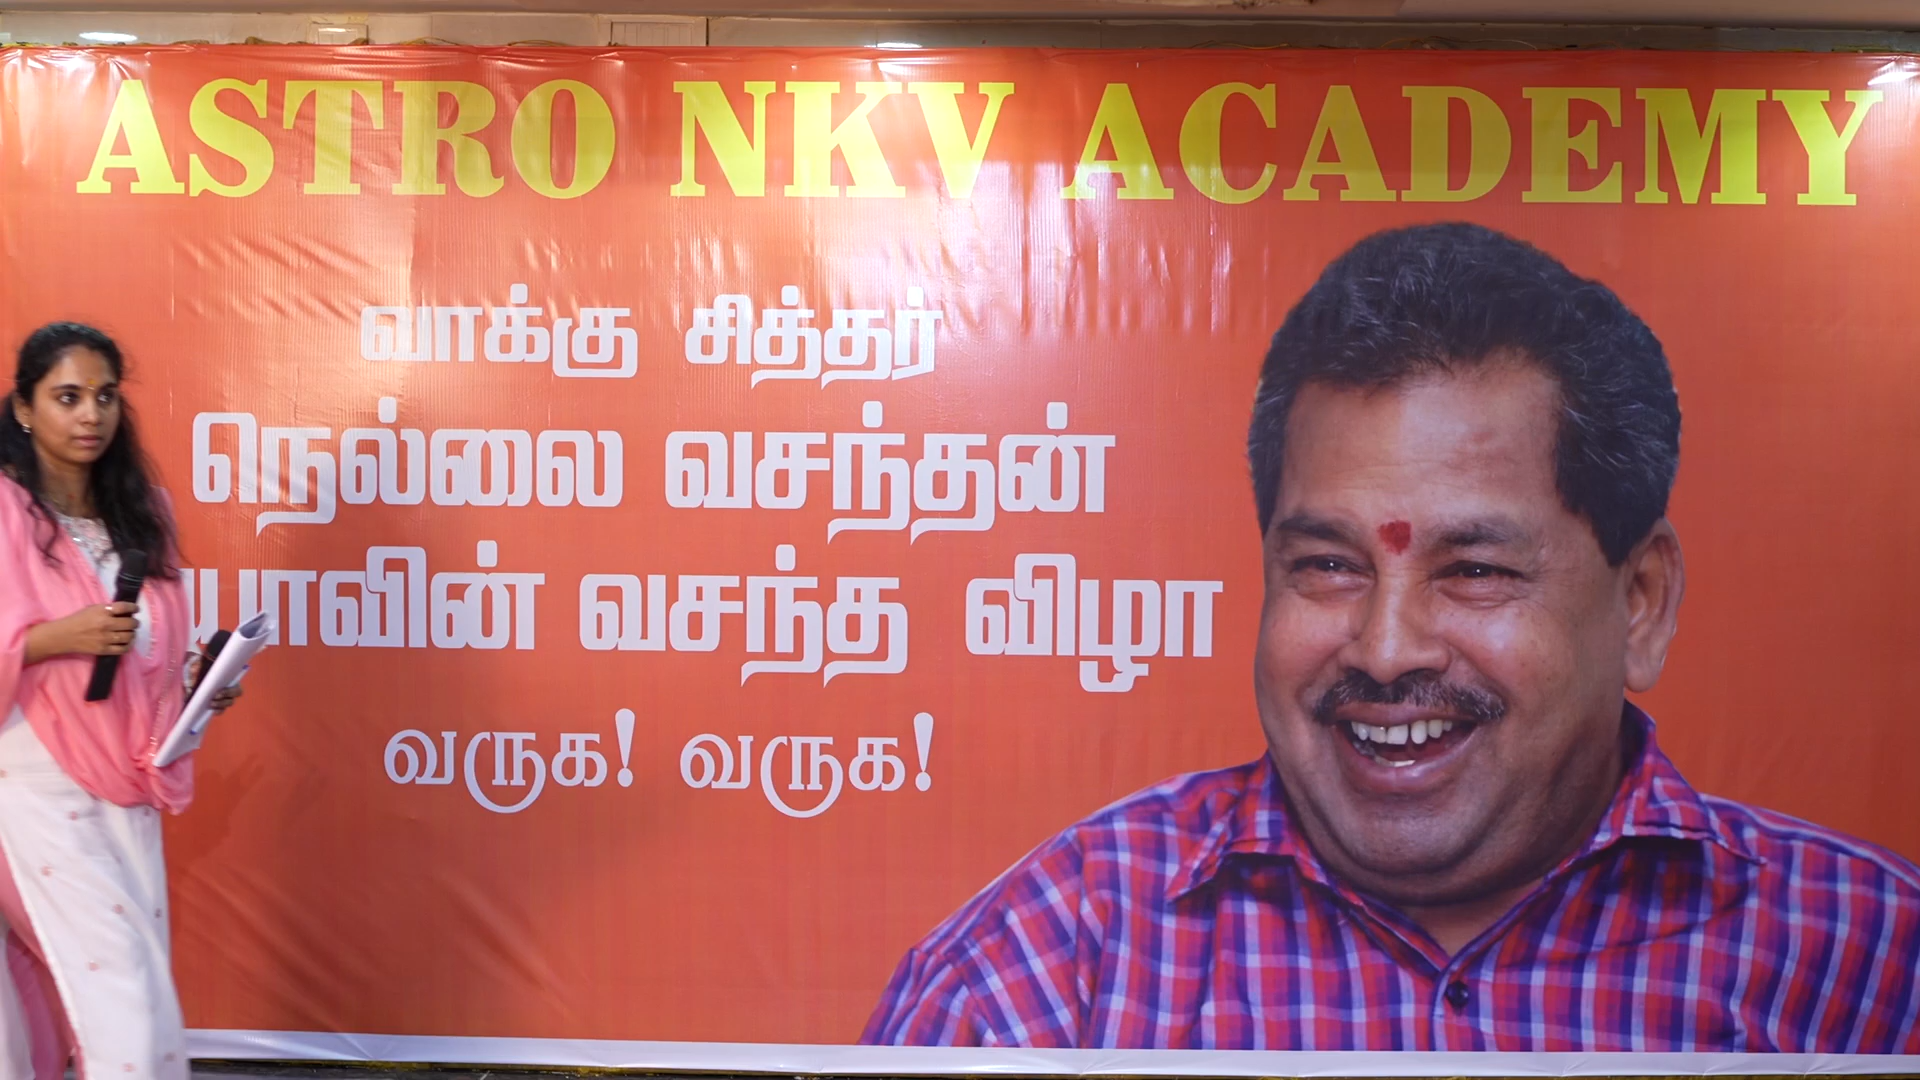 ASTRO NKV ACADEMY
வாக்கு சித்தர்
நெல்லை வசந்தன்
வசந்த விழா
வருக! வருக!